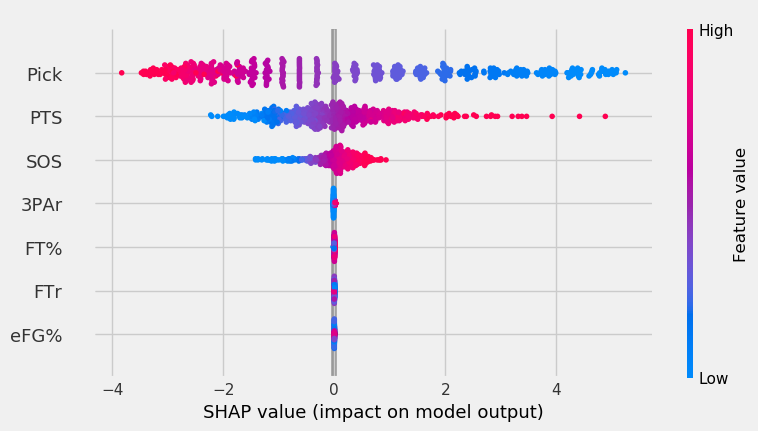 High
Pick
PTS
SOS
3PAr
FT%
FTr
eFG%
Feature value
Low
−4
−2
0
2
4
SHAP value (impact on model output)